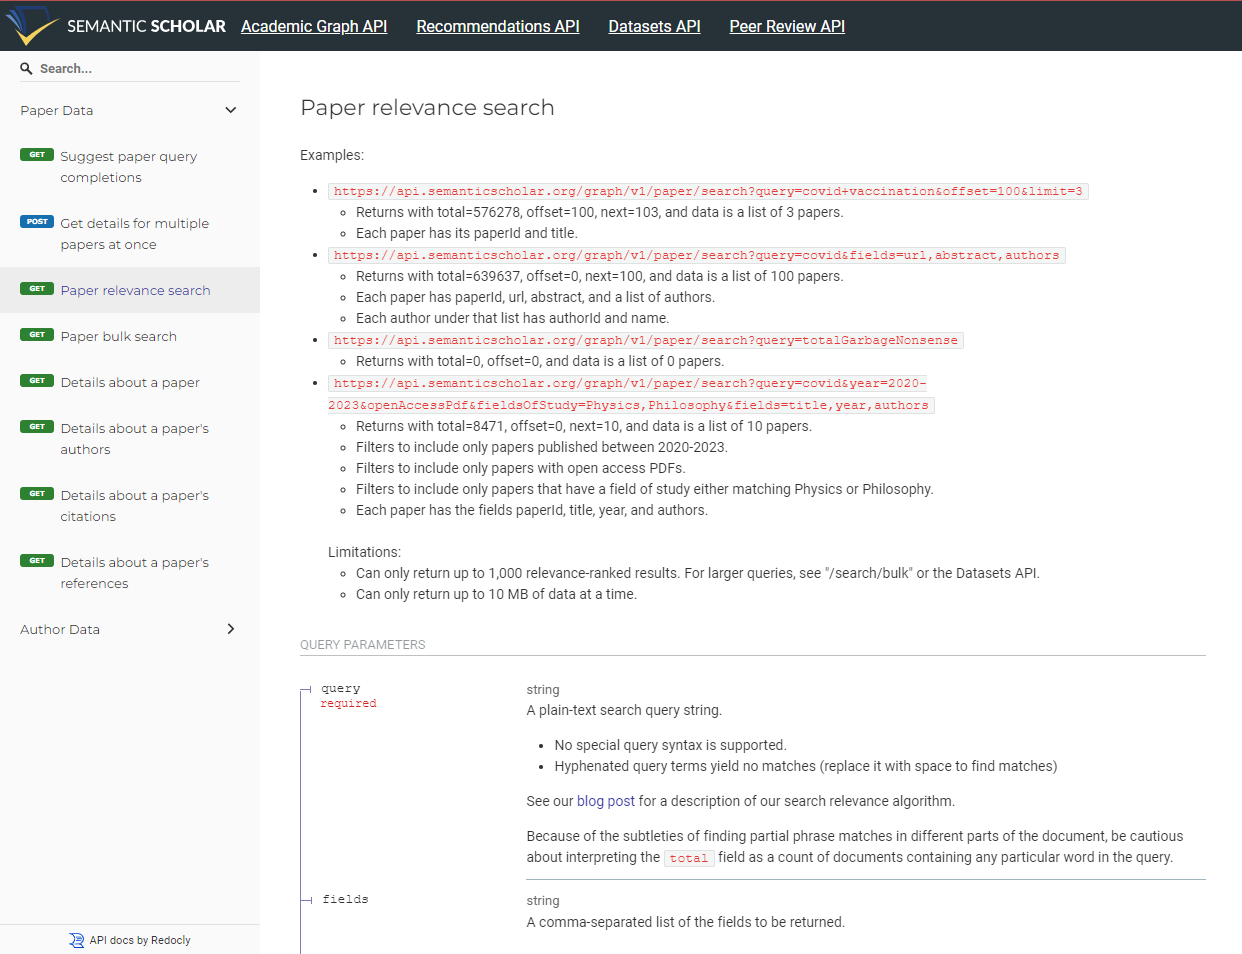 SEMANTIC SCHOLAR Academic Graph API Recommendations API Datasets API Peer Review API
Search...
Paper Data
GET Suggest paper query
completions
POST Get details for multiple
papers at once
GET Paper relevance search
GET Paper bulk search
GET Details about a paper
GET Details about a paper's
authors
GET Details about a paper's
citations
GET Details about a paper's
references
Author Data
API docs by Redocly
Paper relevance search
Examples:
https://api.semanticscholar.org/graph/v1/paper/search?query=covid+vaccination&offset=100&limit=3
Returns with total=576278, offset=100, next=103, and data is a list of 3 papers.
Each paper has its paperId and title.
https://api.semanticscholar.org/graph/v1/paper/search?query=covid&fields=url,abstract,authors
Returns with total=639637, offset=0, next=100, and data is a list of 100 papers.
Each paper has paperId, url, abstract, and a list of authors.
Each author under that list has authorId and name.
https://api.semanticscholar.org/graph/v1/paper/search?query=totalGarbageNonsense
Returns with total=0, offset=0, and data is a list of 0 papers.
https://api.semanticscholar.org/graph/v1/paper/search?query=covid&year=2020-
2023&openAccessPdf&fieldsOfStudy=Physics,Philosophy&fields=title,year,authors
Returns with total=8471, offset=0, next=10, and data is a list of 10 papers.
Filters to include only papers published between 2020-2023.
Filters to include only papers with open access PDFs.
Filters to include only papers that have a field of study either matching Physics or Philosophy.
Each paper has the fields paperId, title, year, and authors.
Limitations:
Can only return up to 1,000 relevance-ranked results. For larger queries, see "/search/bulk" or the Datasets API.
Can only return up to 10 MB of data at a time.
QUERY PARAMETERS
query string
required
A plain-text search query string.
No special query syntax is supported.
Hyphenated query terms yield no matches (replace it with space to find matches)
See our blog post for a description of our search relevance algorithm.
Because of the subtleties of finding partial phrase matches in different parts of the document, be cautious
about interpreting the total field as a count of documents containing any particular word in the query.
fields string
A comma-separated list of the fields to be returned.